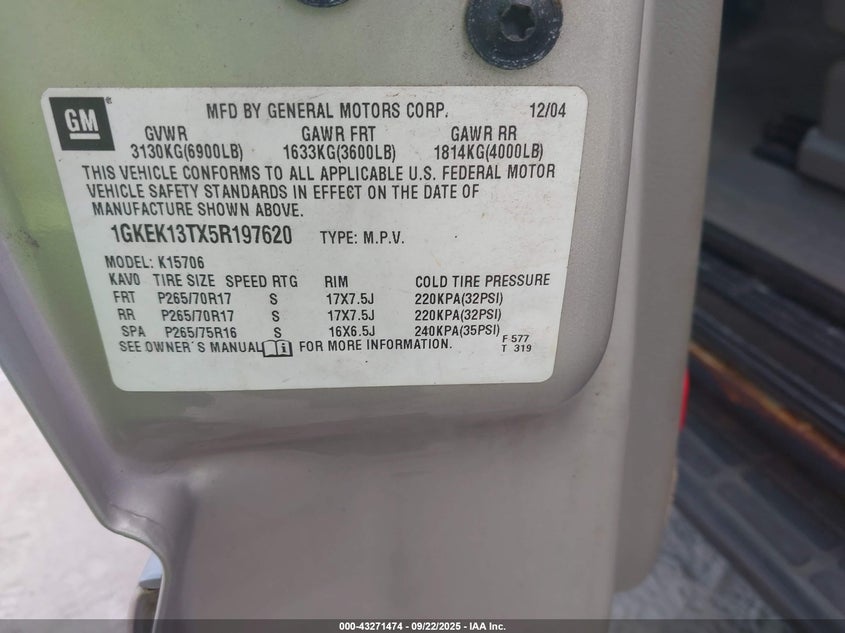 GM ®
MFD BY GENERAL MOTORS CORP. 12/04
GVWR GAWR FRT GAWR RR
3130KG(6900LB) 1633KG(3600LB) 1814KG(4000LB)
THIS VEHICLE CONFORMS TO ALL APPLICABLE U.S. FEDERAL MOTOR
VEHICLE SAFETY STANDARDS IN EFFECT ON THE DATE OF
MANUFACTURE SHOWN ABOVE.
1GKEK13TX5R197620 TYPE: M.P.V.
MODEL: K15706
KAVO TIRE SIZE SPEED RTG RIM COLD TIRE PRESSURE
FRT P265/70R17 S 17X7.5J 220KPA(32PSI)
RR P265/70R17 S 17X7.5J 220KPA(32PSI)
SPA P265/75R16 S 16X6.5J 240KPA(35PSI)
SEE OWNER'S MANUAL i FOR MORE INFORMATION.
F 577
T 319
000-43271474 - 09/22/2025 - IAA Inc.